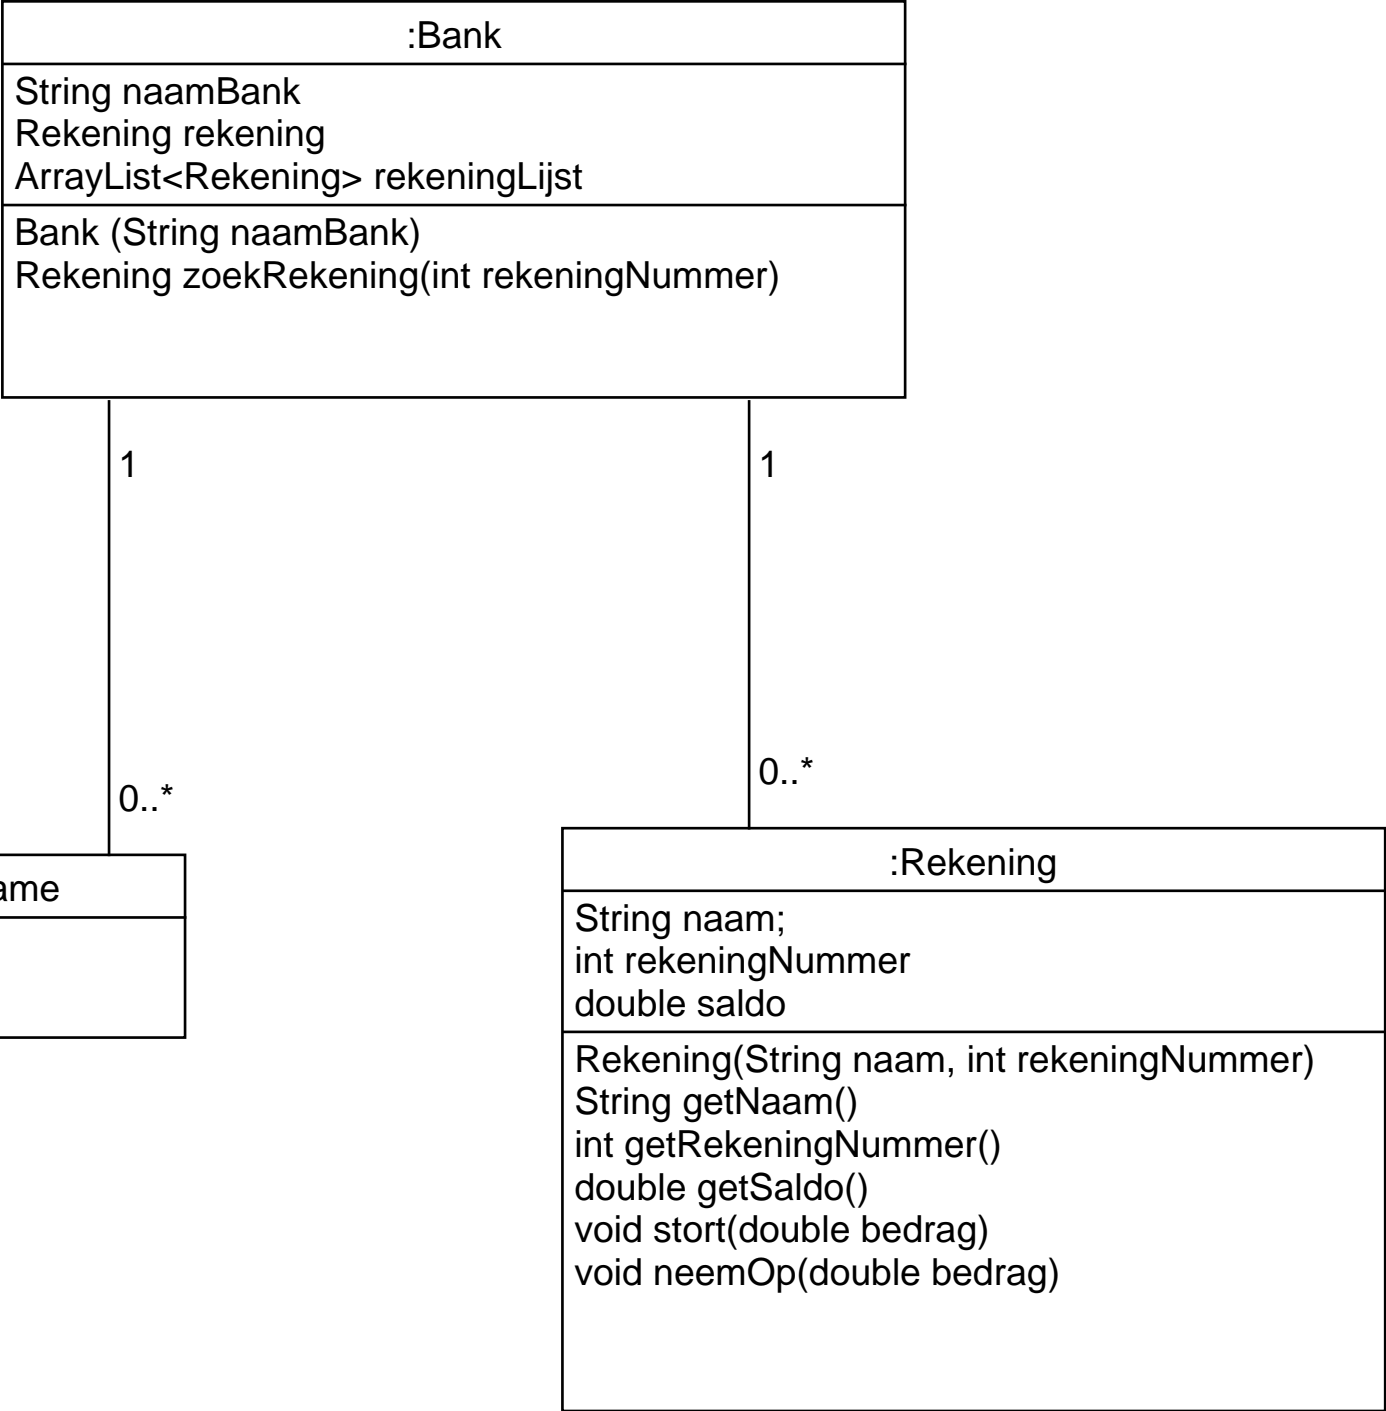 :Bank
String naamBank
Rekening rekening
ArrayList<Rekening> rekeningLijst
Bank (String naamBank)
Rekening zoekRekening(int rekeningNummer)
1
1
0..*
0..*
ame
:Rekening
String naam;
int rekeningNummer
double saldo
Rekening(String naam, int rekeningNummer)
String getNaam()
int getRekeningNummer()
double getSaldo()
void stort(double bedrag)
void neemOp(double bedrag)